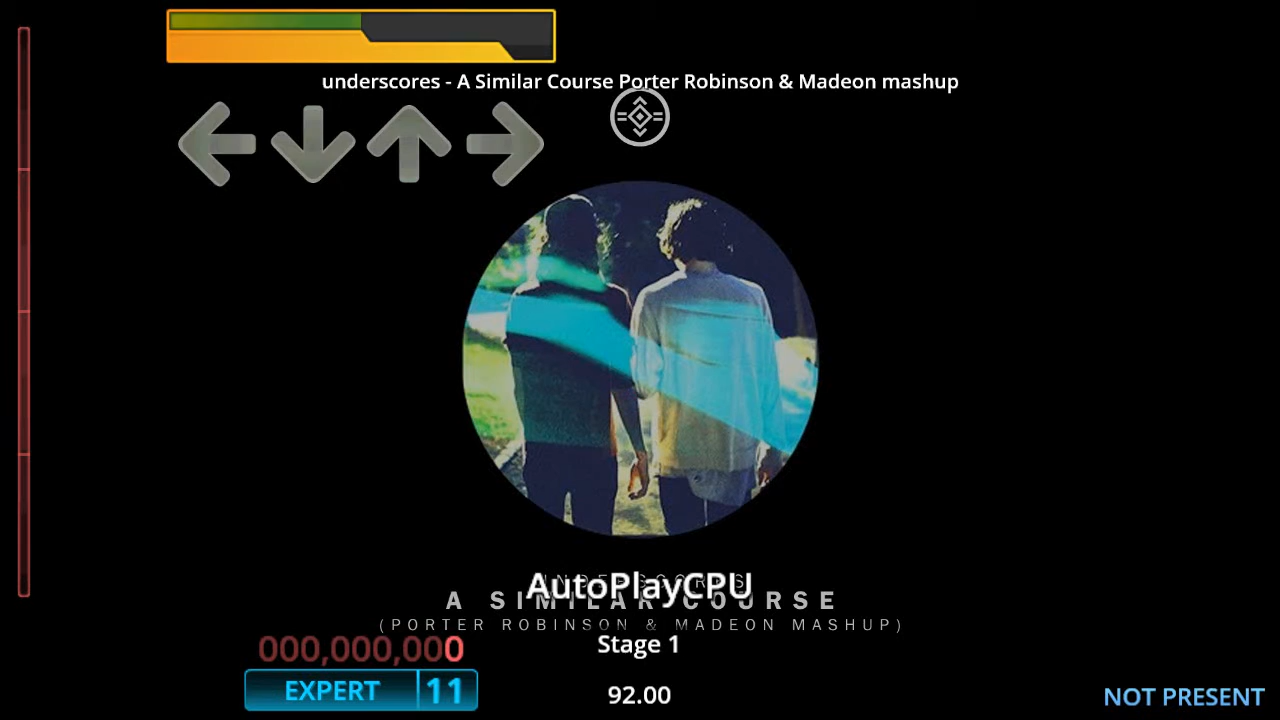 underscores - A Similar Course Porter Robinson & Madeon mashup
AutoPlayCPU
A SIMILAR COURSE
(PORTER ROBINSON & MADEON MASHUP)
000,000,000
Stage 1
EXPERT 11
92.00
NOT PRESENT